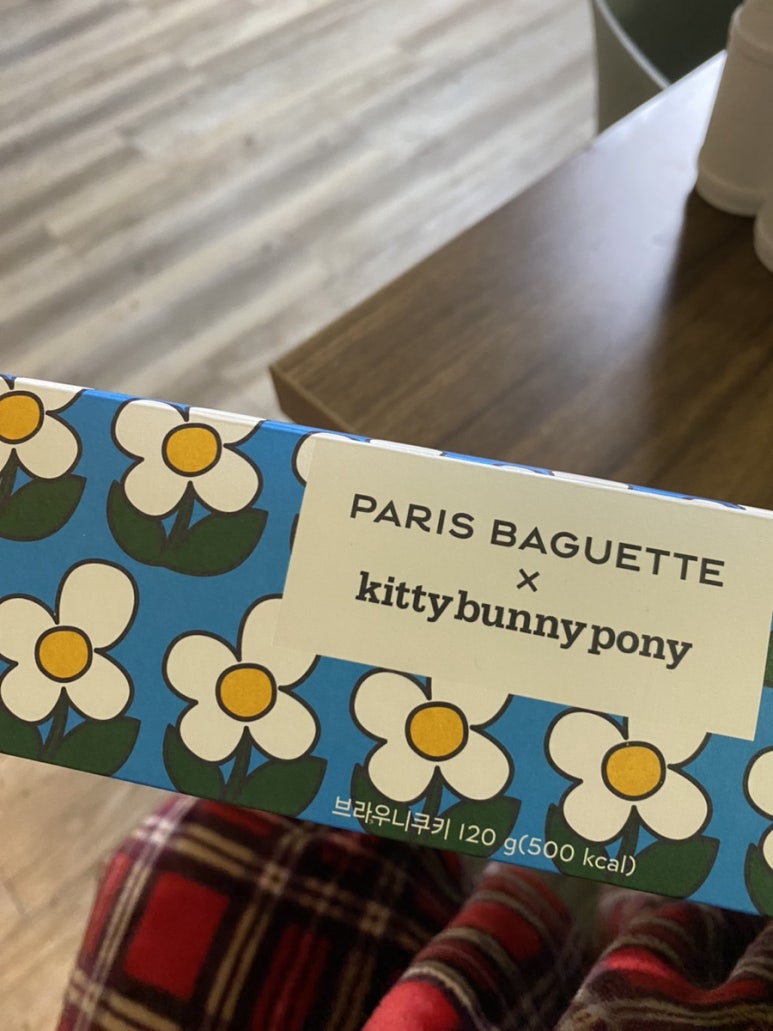 PARIS BAGUETTE
×
kittybunnypony
브라우니쿠키 120 g(500 kcal)